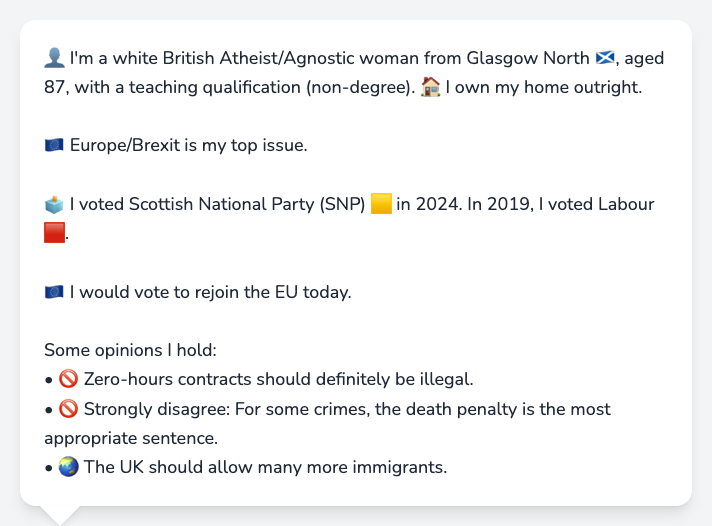 👤 I'm a white British Atheist/Agnostic woman from Glasgow North 🏴󠁧󠁢󠁳󠁣󠁴󠁿, aged
87, with a teaching qualification (non-degree). 🏠 I own my home outright.
🇪🇺 Europe/Brexit is my top issue.
🗳️ I voted Scottish National Party (SNP) 🟨 in 2024. In 2019, I voted Labour
🟥.
🇪🇺 I would vote to rejoin the EU today.
Some opinions I hold:
• 🚫 Zero-hours contracts should definitely be illegal.
• 🚫 Strongly disagree: For some crimes, the death penalty is the most
appropriate sentence.
• 🌏 The UK should allow many more immigrants.